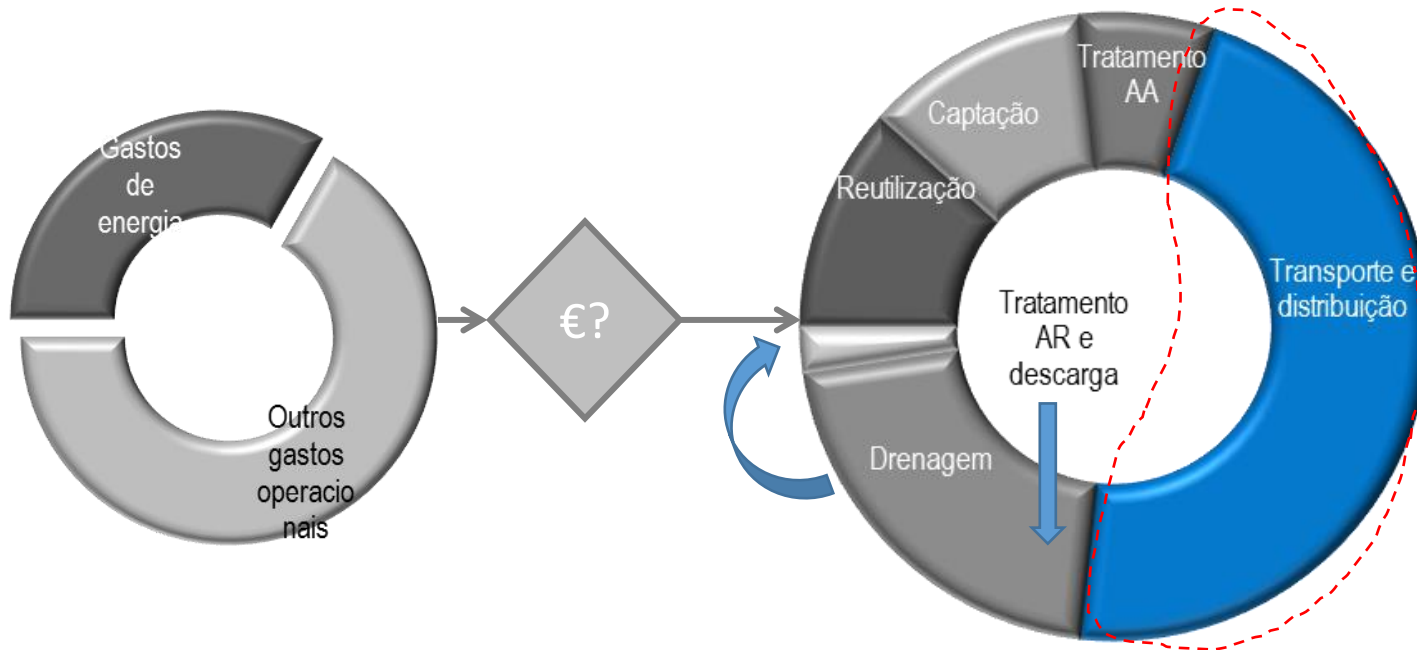 Gastos
de
energia
Outros
gastos
operacio
nais
€?
Tratamento
AA
Captação
Reutilização
Transporte e
distribuição
Tratamento
AR e
descarga
Drenagem